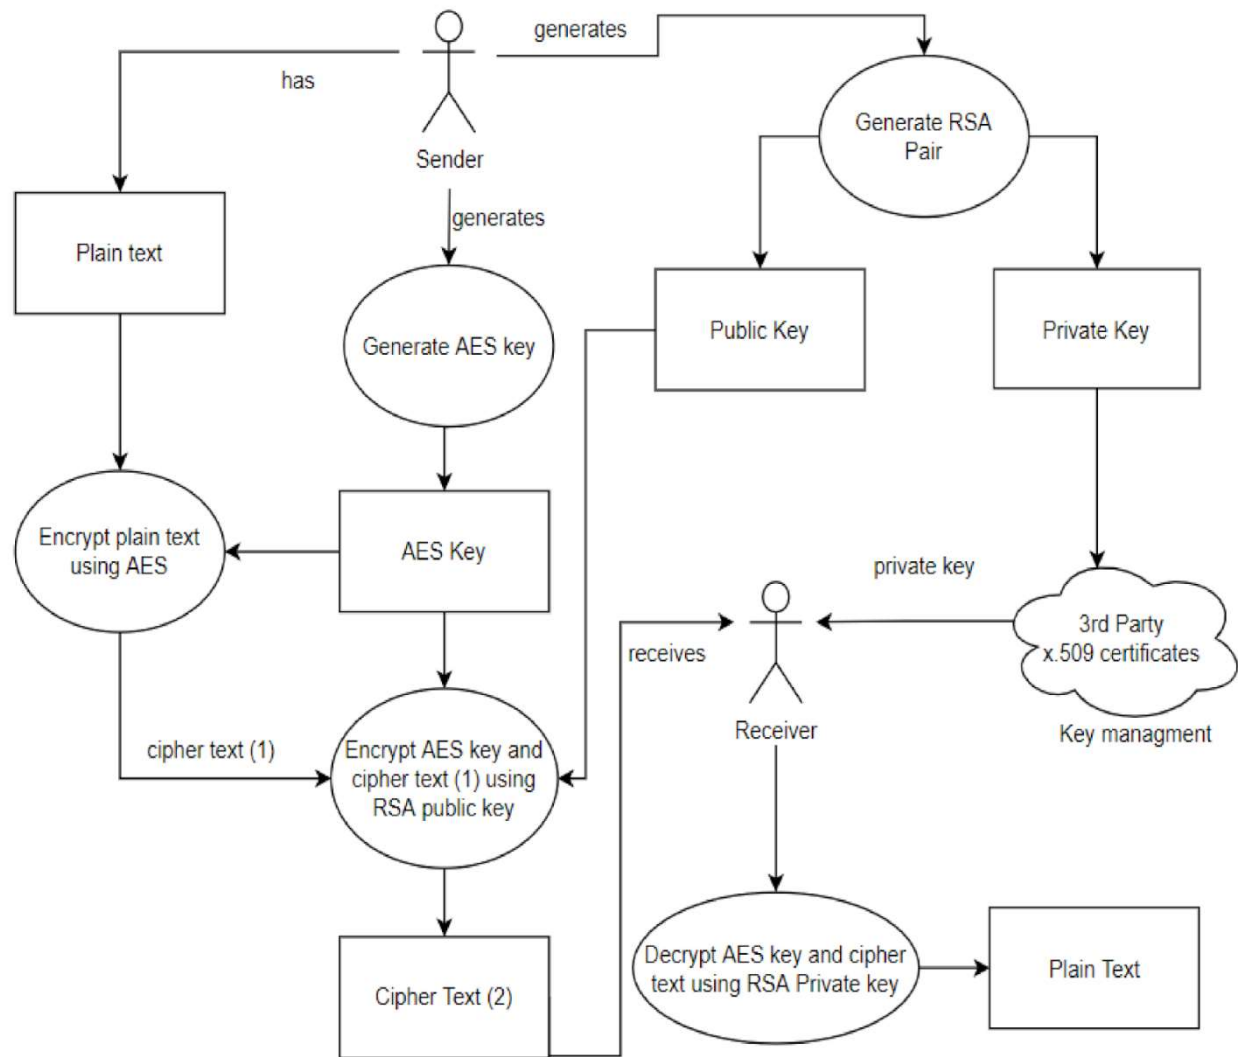 generates
has
Sender
generates
Generate RSA
Pair
Plain text
Generate AES key
Public Key
Private Key
Encrypt plain text
using AES
AES Key
private key
3rd Party
x.509 certificates
Key managment
receives
Receiver
cipher text (1)
Encrypt AES key and
cipher text (1) using
RSA public key
Cipher Text (2)
Decrypt AES key and cipher
text using RSA Private key
Plain Text